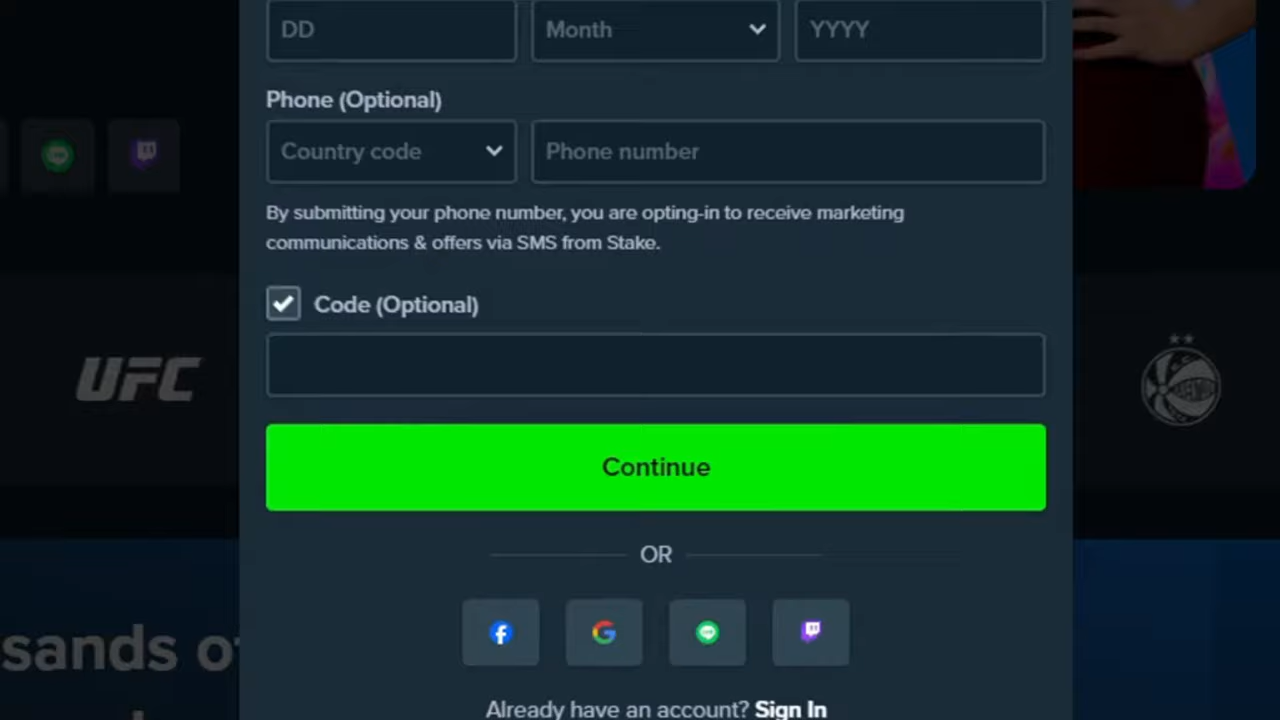 DD
Month
YYYY
Phone (Optional)
Country code
Phone number
By submitting your phone number, you are opting-in to receive marketing
communications & offers via SMS from Stake.
Code (Optional)
UFC
Continue
OR
sands of
Already have an account? Sign In